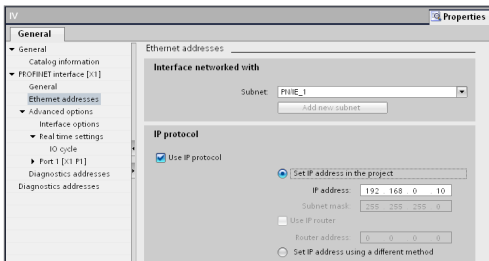 IV
Properties
General
General
Catalog information
PROFINET interface [X1]
General
Ethernet addresses
Advanced options
Interface options
Real time settings
IO cycle
Port 1 [X1 P1]
Diagnostics addresses
Diagnostics addresses
Ethernet addresses
Interface networked with
Subnet: PN/IE_1
Add new subnet
IP protocol
Use IP protocol
Set IP address in the project
IP address: 192 . 168 . 0 . 10
Subnet mask: 255 . 255 . 255 . 0
Use IP router
Router address: 0 . 0 . 0 . 0
Set IP address using a different method